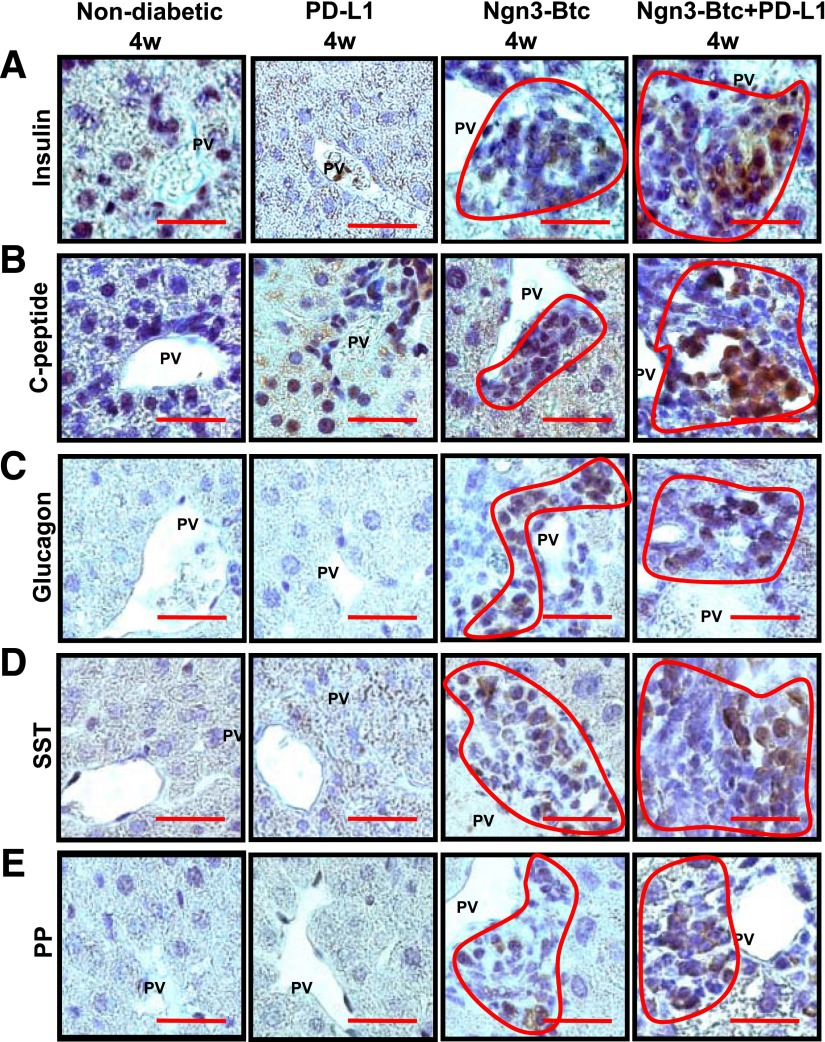 Non-diabetic PD-L1 Ngn3-Btc Ngn3-Btc+PD-L1
4w 4w 4w 4w
A
Insulin
PV PV PV PV
B
C-peptide
PV PV PV PV
C
Glucagon
PV PV PV PV
D
SST
PV PV PV
E
PP
PV PV PV PV